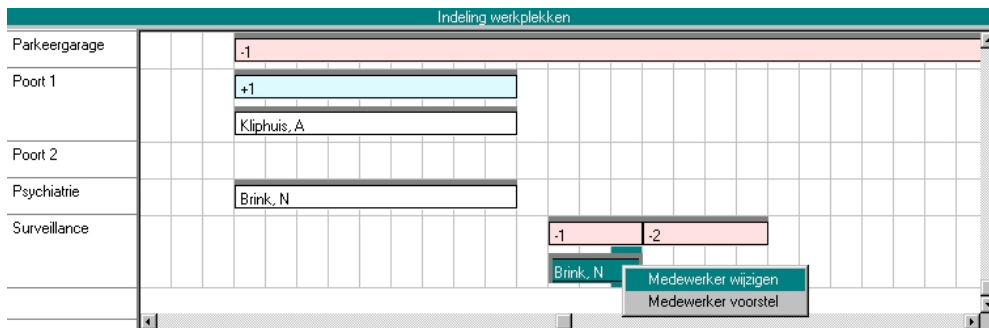 Indeling werkplekken
Parkeergarage
-1
Poort 1
+1
Kliphuis, A
Poort 2
Psychiatrie
Brink, N
Surveillance
-1 -2
Brink, N
Medewerker wijzigen
Medewerker voorstel